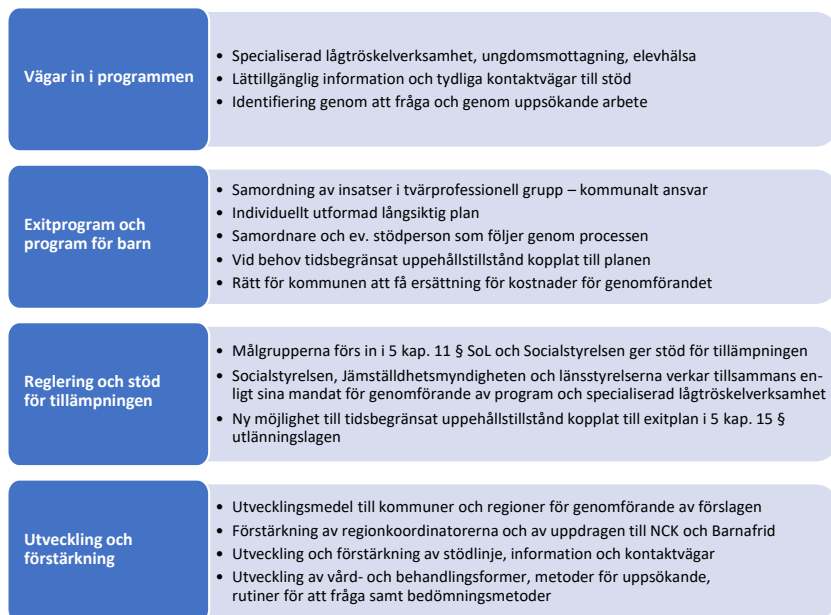 Vägar in i programmen
• Specialiserad lågtröskelverksamhet, ungdomsmottagning, elevhälsa
• Lättillgänglig information och tydliga kontaktvägar till stöd
• Identifiering genom att fråga och genom uppsökande arbete
Exitprogram och
program för barn
• Samordning av insatser i tvärprofessionell grupp – kommunalt ansvar
• Individuellt utformad långsiktig plan
• Samordnare och ev. stödperson som följer genom processen
• Vid behov tidsbegränsat uppehållstillstånd kopplat till planen
• Rätt för kommunen att få ersättning för kostnader för genomförandet
Reglering och stöd
för tillämpningen
• Målgrupperna förs in i 5 kap. 11 § SoL och Socialstyrelsen ger stöd för tillämpningen
• Socialstyrelsen, Jämställdhetsmyndigheten och länsstyrelserna verkar tillsammans en-
ligt sina mandat för genomförande av program och specialiserad lågtröskelverksamhet
• Ny möjlighet till tidsbegränsat uppehållstillstånd kopplat till exitplan i 5 kap. 15 §
utlänningslagen
Utveckling och
förstärkning
• Utvecklingsmedel till kommuner och regioner för genomförande av förslagen
• Förstärkning av regionkoordinatorerna och av uppdragen till NCK och Barnafrid
• Utveckling och förstärkning av stödlinje, information och kontaktvägar
• Utveckling av vård- och behandlingsformer, metoder för uppsökande,
rutiner för att fråga samt bedömningsmetoder